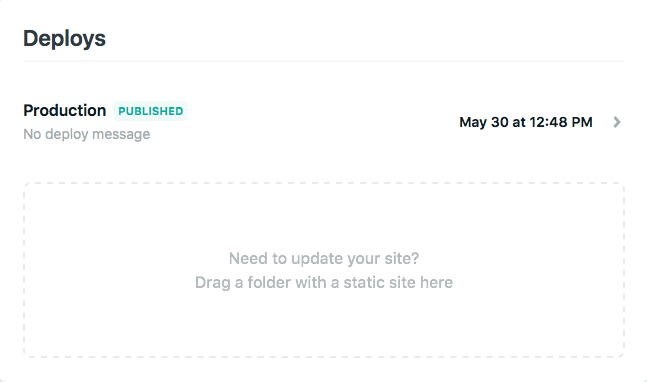 Deploys
Production PUBLISHED
No deploy message
May 30 at 12:48 PM
Need to update your site?
Drag a folder with a static site here